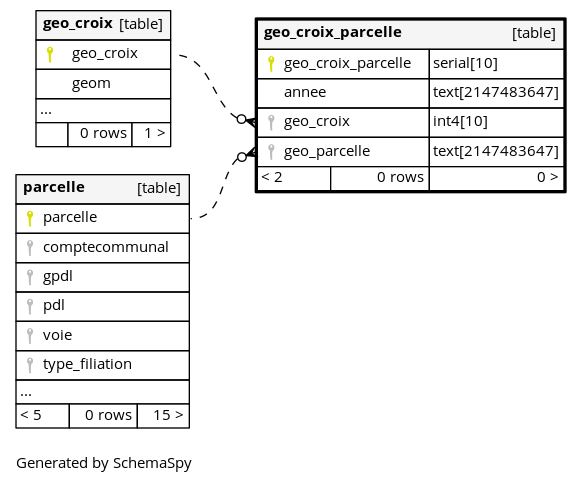 geo_croix [table]
geo_croix
geom
...
0 rows 1 >
geo_croix_parcelle [table]
geo_croix_parcelle serial[10]
annee text[2147483647]
geo_croix int4[10]
geo_parcelle text[2147483647]
< 2 0 rows 0 >
parcelle [table]
parcelle
comptecommunal
gpdl
pdl
voie
type_filiation
...
< 5 0 rows 15 >
Generated by SchemaSpy